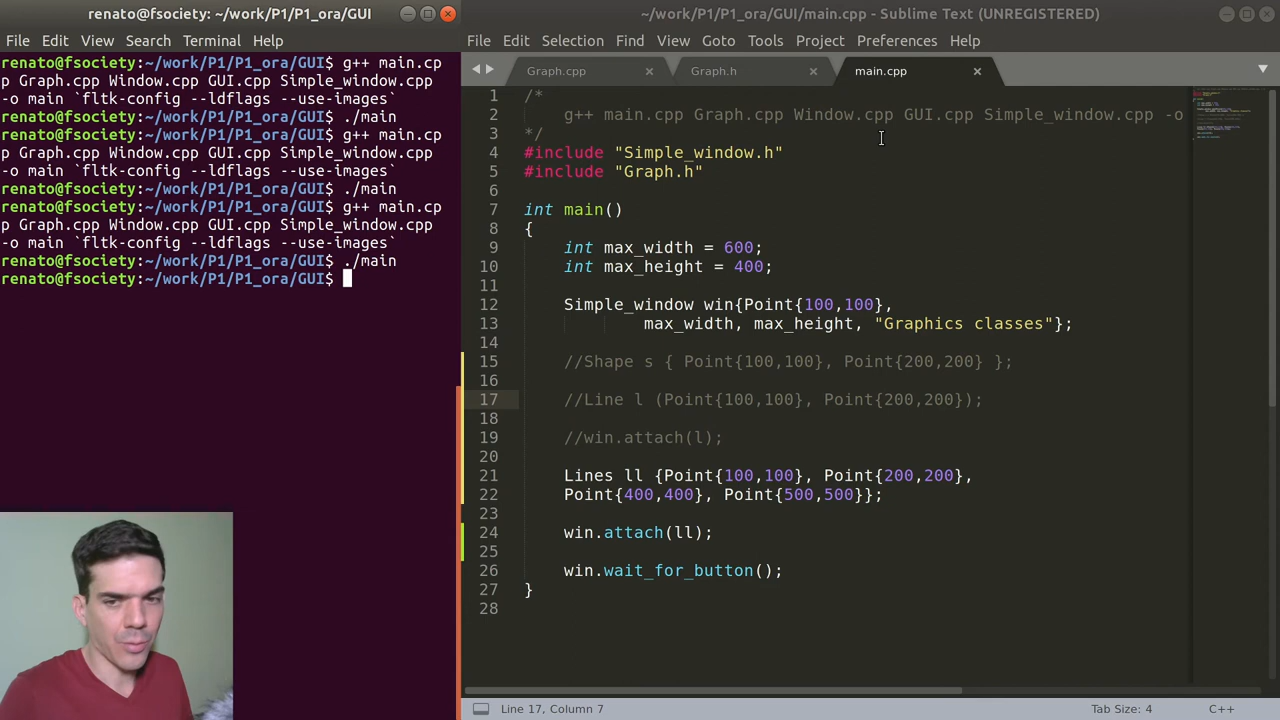 renato@fsociety: ~/work/P1/P1_ora/GUI
File Edit View Search Terminal Help
renato@fsociety:~/work/P1/P1_ora/GUI$ g++ main.cp
p Graph.cpp Window.cpp GUI.cpp Simple_window.cpp
-o main `fltk-config --ldflags --use-images`
renato@fsociety:~/work/P1/P1_ora/GUI$ ./main
renato@fsociety:~/work/P1/P1_ora/GUI$ g++ main.cp
p Graph.cpp Window.cpp GUI.cpp Simple_window.cpp
-o main `fltk-config --ldflags --use-images`
renato@fsociety:~/work/P1/P1_ora/GUI$ ./main
renato@fsociety:~/work/P1/P1_ora/GUI$ g++ main.cp
p Graph.cpp Window.cpp GUI.cpp Simple_window.cpp
-o main `fltk-config --ldflags --use-images`
renato@fsociety:~/work/P1/P1_ora/GUI$ ./main
renato@fsociety:~/work/P1/P1_ora/GUI$
~/work/P1/P1_ora/GUI/main.cpp - Sublime Text (UNREGISTERED)
File Edit Selection Find View Goto Tools Project Preferences Help
Graph.cpp Graph.h main.cpp
1 /*
2 g++ main.cpp Graph.cpp Window.cpp GUI.cpp Simple_window.cpp -o
3 */
4 #include "Simple_window.h"
5 #include "Graph.h"
6
7 int main()
8 {
9 int max_width = 600;
10 int max_height = 400;
11
12 Simple_window win{Point{100,100},
13 max_width, max_height, "Graphics classes"};
14
15 //Shape s { Point{100,100}, Point{200,200} };
16
17 //Line l (Point{100,100}, Point{200,200});
18
19 //win.attach(l);
20
21 Lines ll {Point{100,100}, Point{200,200},
22 Point{400,400}, Point{500,500}};
23
24 win.attach(ll);
25
26 win.wait_for_button();
27 }
28
Line 17, Column 7 Tab Size: 4 C++